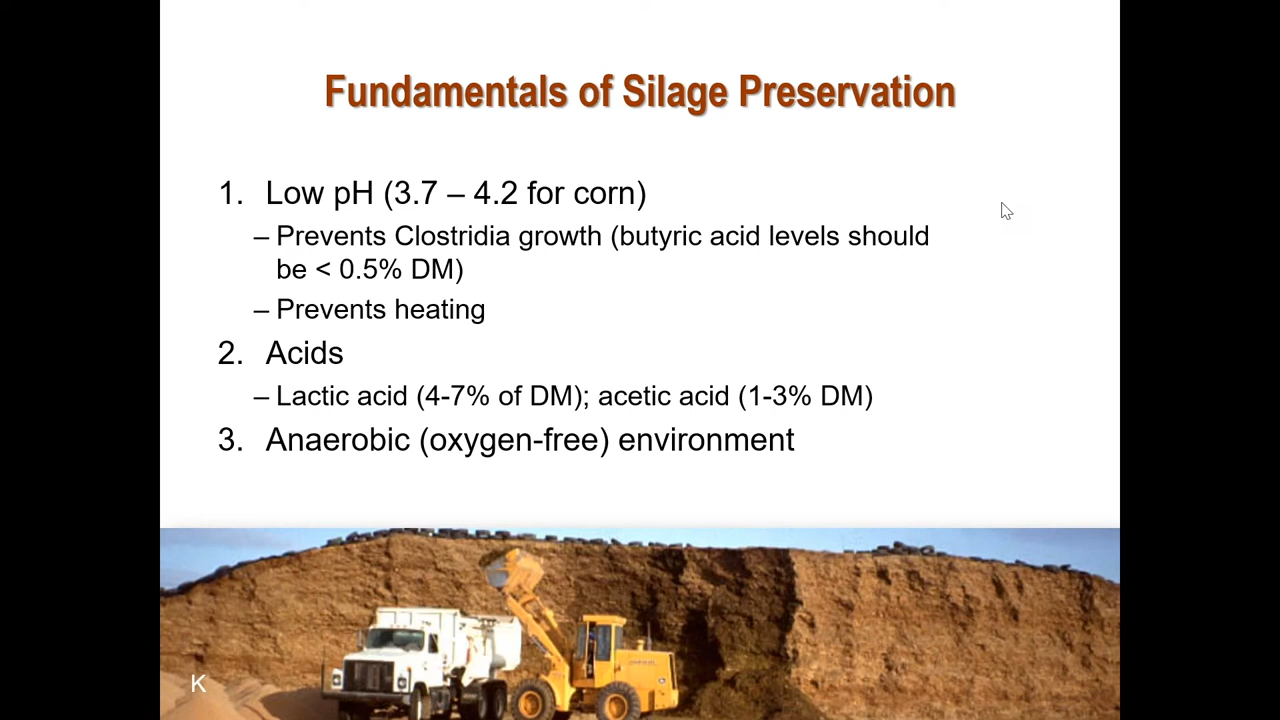 Fundamentals of Silage Preservation
1. Low pH (3.7 – 4.2 for corn)
– Prevents Clostridia growth (butyric acid levels should
be < 0.5% DM)
– Prevents heating
2. Acids
– Lactic acid (4-7% of DM); acetic acid (1-3% DM)
3. Anaerobic (oxygen-free) environment
K